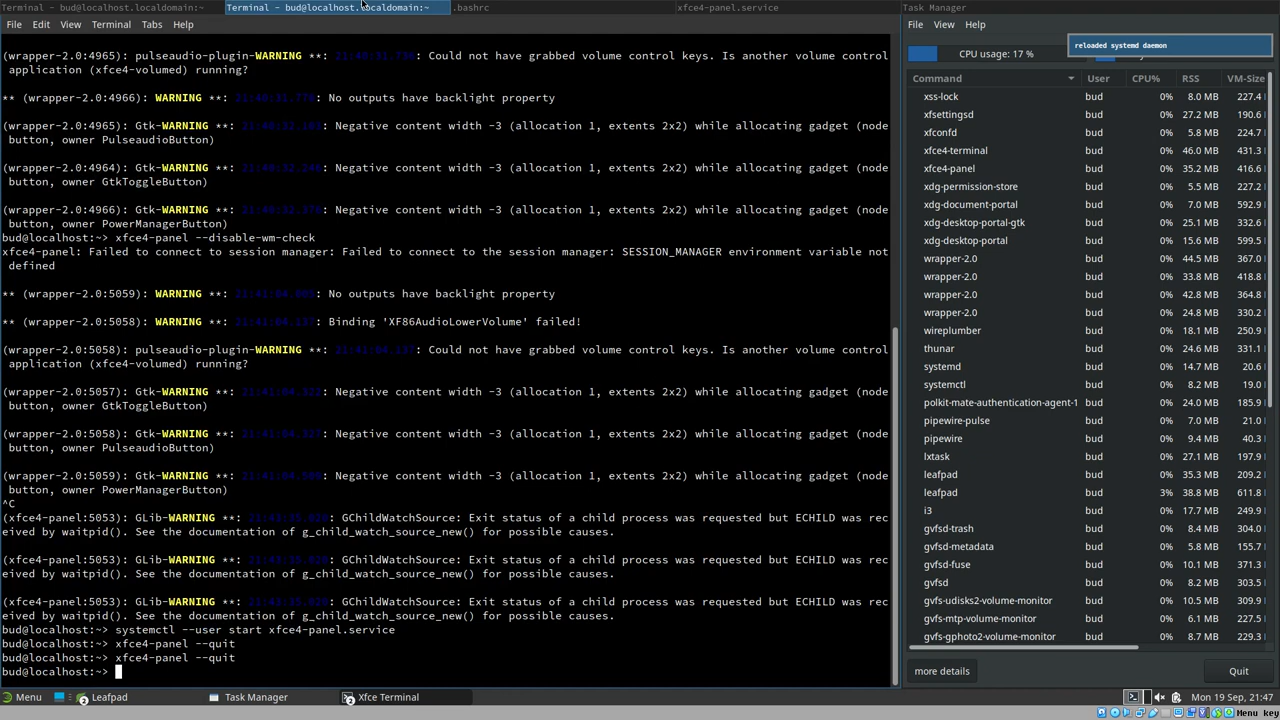 Terminal - bud@localhost.localdomain:~
Terminal - bud@localhost.localdomain:~
.bashrc
xfce4-panel.service
Task Manager
File Edit View Terminal Tabs Help
(wrapper-2.0:4965): pulseaudio-plugin-WARNING **: 21:40:31.736: Could not have grabbed volume control keys. Is another volume control
application (xfce4-volumed) running?
** (wrapper-2.0:4966): WARNING **: No outputs have backlight property
(wrapper-2.0:4965): Gtk-WARNING **: Negative content width -3 (allocation 1, extents 2x2) while allocating gadget (node
button, owner PulseaudioButton)
(wrapper-2.0:4964): Gtk-WARNING **: Negative content width -3 (allocation 1, extents 2x2) while allocating gadget (node
button, owner GtkToggleButton)
(wrapper-2.0:4966): Gtk-WARNING **: Negative content width -3 (allocation 1, extents 2x2) while allocating gadget (node
button, owner PowerManagerButton)
bud@localhost:~> xfce4-panel --disable-wm-check
xfce4-panel: Failed to connect to session manager: Failed to connect to the session manager: SESSION_MANAGER environment variable not
defined
** (wrapper-2.0:5059): WARNING **: No outputs have backlight property
** (wrapper-2.0:5058): WARNING **: Binding 'XF86AudioLowerVolume' failed!
(wrapper-2.0:5058): pulseaudio-plugin-WARNING **: Could not have grabbed volume control keys. Is another volume control
application (xfce4-volumed) running?
(wrapper-2.0:5057): Gtk-WARNING **: Negative content width -3 (allocation 1, extents 2x2) while allocating gadget (node
button, owner GtkToggleButton)
(wrapper-2.0:5058): Gtk-WARNING **: Negative content width -3 (allocation 1, extents 2x2) while allocating gadget (node
button, owner PulseaudioButton)
(wrapper-2.0:5059): Gtk-WARNING **: Negative content width -3 (allocation 1, extents 2x2) while allocating gadget (node
button, owner PowerManagerButton)
^C
(xfce4-panel:5053): GLib-WARNING **: GChildWatchSource: Exit status of a child process was requested but ECHILD was rec
eived by waitpid(). See the documentation of g_child_watch_source_new() for possible causes.
(xfce4-panel:5053): GLib-WARNING **: GChildWatchSource: Exit status of a child process was requested but ECHILD was rec
eived by waitpid(). See the documentation of g_child_watch_source_new() for possible causes.
(xfce4-panel:5053): GLib-WARNING **: GChildWatchSource: Exit status of a child process was requested but ECHILD was rec
eived by waitpid(). See the documentation of g_child_watch_source_new() for possible causes.
bud@localhost:~> systemctl --user start xfce4-panel.service
bud@localhost:~> xfce4-panel --quit
bud@localhost:~> xfce4-panel --quit
bud@localhost:~>
File View Help
reloaded systemd daemon
CPU usage: 17 %
Command User CPU% RSS VM-Size
xss-lock bud 0% 8.0 MB 227.4
xfsettingsd bud 0% 27.2 MB 190.6
xfconfd bud 0% 5.8 MB 224.7
xfce4-terminal bud 0% 46.0 MB 431.3
xfce4-panel bud 0% 35.2 MB 416.6
xdg-permission-store bud 0% 5.5 MB 227.2
xdg-document-portal bud 0% 7.0 MB 592.9
xdg-desktop-portal-gtk bud 0% 25.1 MB 332.6
xdg-desktop-portal bud 0% 15.6 MB 599.5
wrapper-2.0 bud 0% 44.5 MB 367.0
wrapper-2.0 bud 0% 33.8 MB 418.8
wrapper-2.0 bud 0% 42.8 MB 364.8
wrapper-2.0 bud 0% 24.8 MB 330.2
wireplumber bud 0% 18.1 MB 250.9
thunar bud 0% 24.6 MB 331.1
systemd bud 0% 14.7 MB 20.6
systemctl bud 0% 8.2 MB 19.0
polkit-mate-authentication-agent-1 bud 0% 24.0 MB 185.9
pipewire-pulse bud 0% 7.0 MB 21.0
pipewire bud 0% 9.4 MB 40.3
lxtask bud 0% 27.1 MB 197.9
leafpad bud 0% 35.3 MB 209.2
leafpad bud 3% 38.8 MB 611.8
i3 bud 0% 17.7 MB 249.9
gvfsd-trash bud 0% 8.4 MB 304.0
gvfsd-metadata bud 0% 5.8 MB 155.7
gvfsd-fuse bud 0% 10.1 MB 371.3
gvfsd bud 0% 8.2 MB 303.5
gvfs-udisks2-volume-monitor bud 0% 10.5 MB 309.9
gvfs-mtp-volume-monitor bud 0% 6.1 MB 227.5
gvfs-gphoto2-volume-monitor bud 0% 8.7 MB 229.3
more details
Quit
Menu
2 Leafpad
Task Manager
2 Xfce Terminal
Mon 19 Sep, 21:47
Menu key